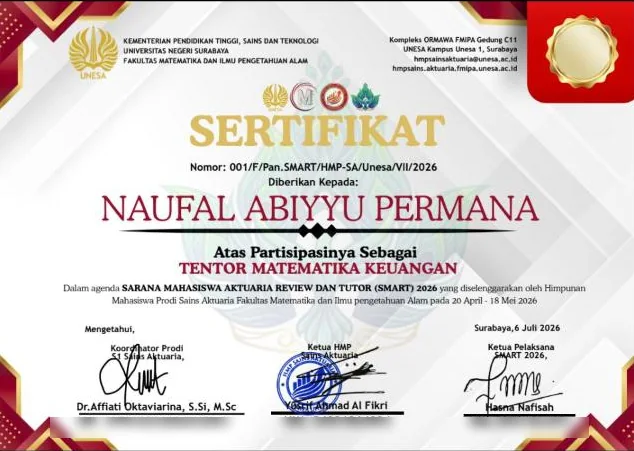 UNESA
KEMENTERIAN PENDIDIKAN TINGGI, SAINS DAN TEKNOLOGI
UNIVERSITAS NEGERI SURABAYA
FAKULTAS MATEMATIKA DAN ILMU PENGETAHUAN ALAM
Kompleks ORMAWA FMIPA Gedung C11
UNESA Kampus Unesa 1, Surabaya
hmpsainsaktuaria@unesa.ac.id
hmpsains.aktuaria.fmipa.unesa.ac.id
SERTIFIKAT
Nomor: 001/F/Pan.SMART/HMP-SA/Unesa/VII/2026
Diberikan Kepada:
NAUFAL ABIYYU PERMANA
Atas Partisipasinya Sebagai
TENTOR MATEMATIKA KEUANGAN
Dalam agenda SARANA MAHASISWA AKTUARIA REVIEW DAN TUTOR (SMART) 2026 yang diselenggarakan oleh Himpunan
Mahasiswa Prodi Sains Aktuaria Fakultas Matematika dan Ilmu pengetahuan Alam pada 20 April - 18 Mei 2026
Mengetahui,
Surabaya,6 Juli 2026
Koordinator Prodi
S1 Sains Aktuaria,
Ketua HMP
Sains Aktuaria
Ketua Pelaksana
SMART 2026,
Dr.Affiati Oktaviarina, S.Si, M.Sc
Ahmad Al Fikri
Hasna Nafisah